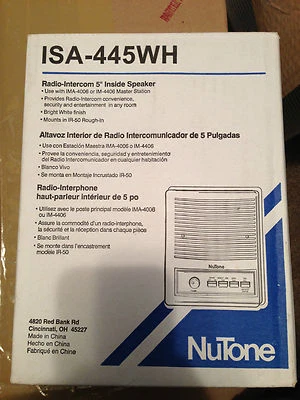 ISA-445WH
Radio-Intercom 5" Inside Speaker
• Use with IMA-4006 or IM-4406 Master Station
• Provides Radio-Intercom convenience,
security and entertainment in any room
• Bright White finish
• Mounts in IR-50 Rough-In
Altavoz Interior de Radio Intercomunicador de 5 Pulgadas
• Use con Estación Maestra IMA-4006 o IM-4406
• Provee la conveniencia, seguridad y entretenimiento
del Radio Intercomunicador en cualquier habitación
• Blanco Vivo
• Se Monta en Montaje Incrustado IR-50
Radio-Interphone
haut-parleur intérieur de 5 po
• Utilisez avec le poste principal modèle IMA-4006
ou IM-4406
• Assure la commodité d'un radio-interphone,
la sécurité et la réception dans chaque pièce
• Blanc Brillant
• Se monte dans l'encastrement
modèle IR-50
NuTone
4820 Red Bank Rd
Cincinnati, OH 45227
Made in China
Hecho en China
Fabriqué en China
NuTone